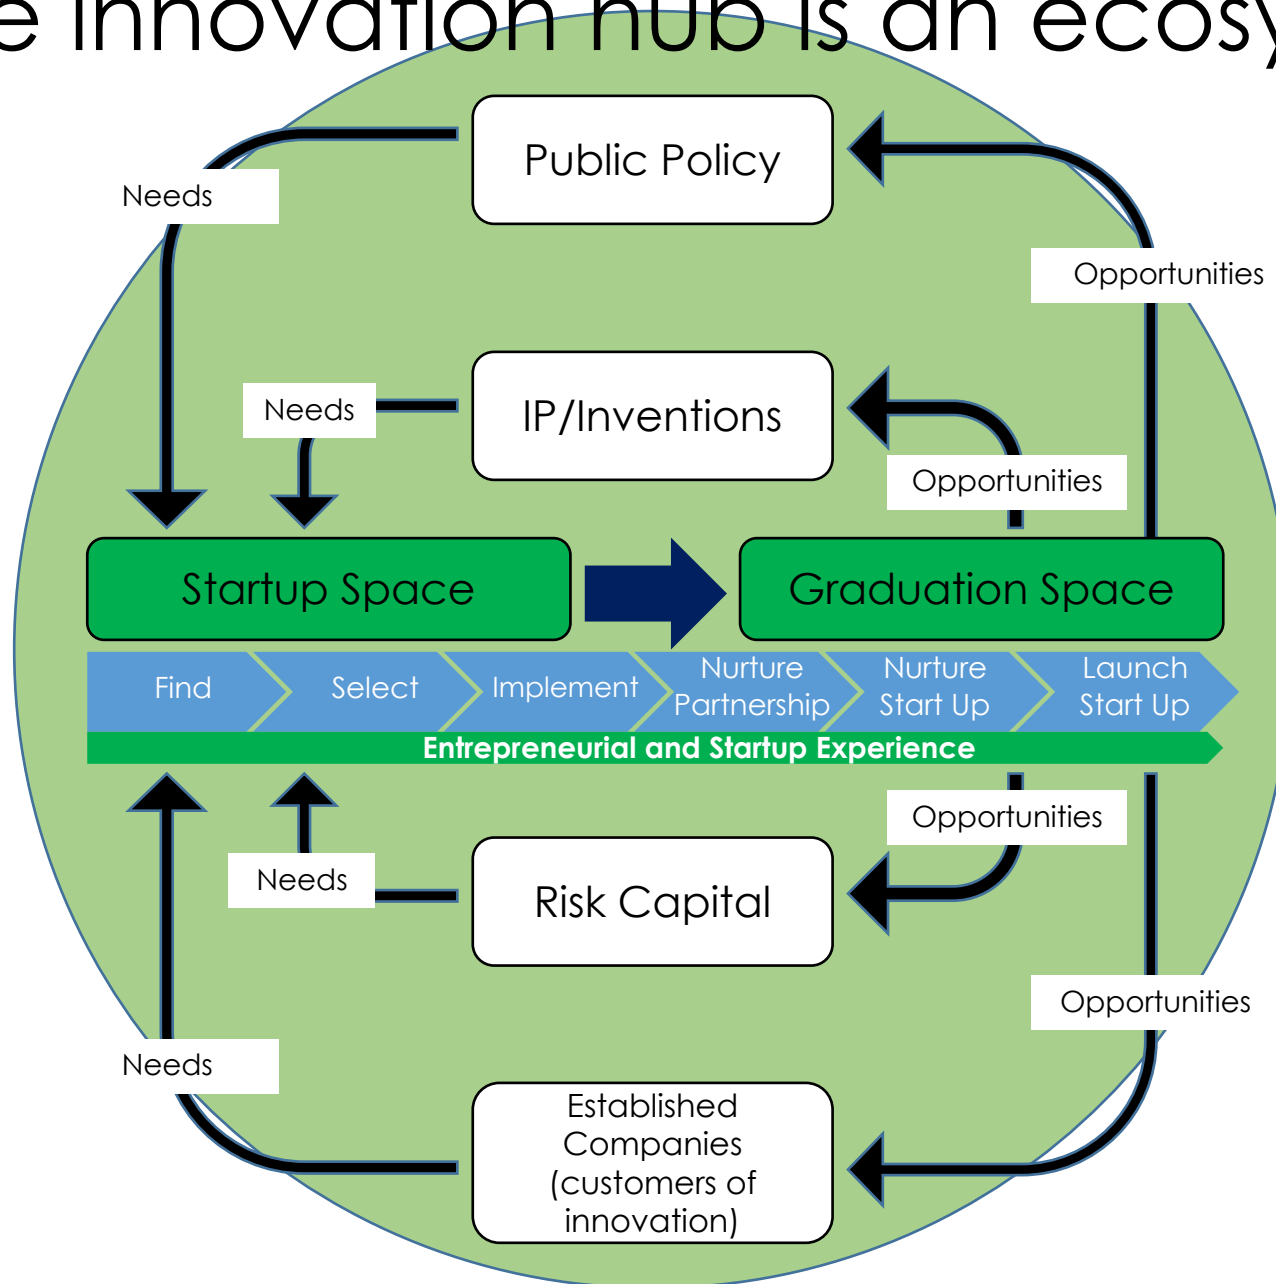 e innovation hub is an ecosy
Public Policy
Needs
Opportunities
IP/Inventions
Needs
Opportunities
Startup Space
Graduation Space
Find
Select
Implement
Nurture
Partnership
Nurture
Start Up
Launch
Start Up
Entrepreneurial and Startup Experience
Opportunities
Needs
Risk Capital
Opportunities
Needs
Established
Companies
(customers of
innovation)